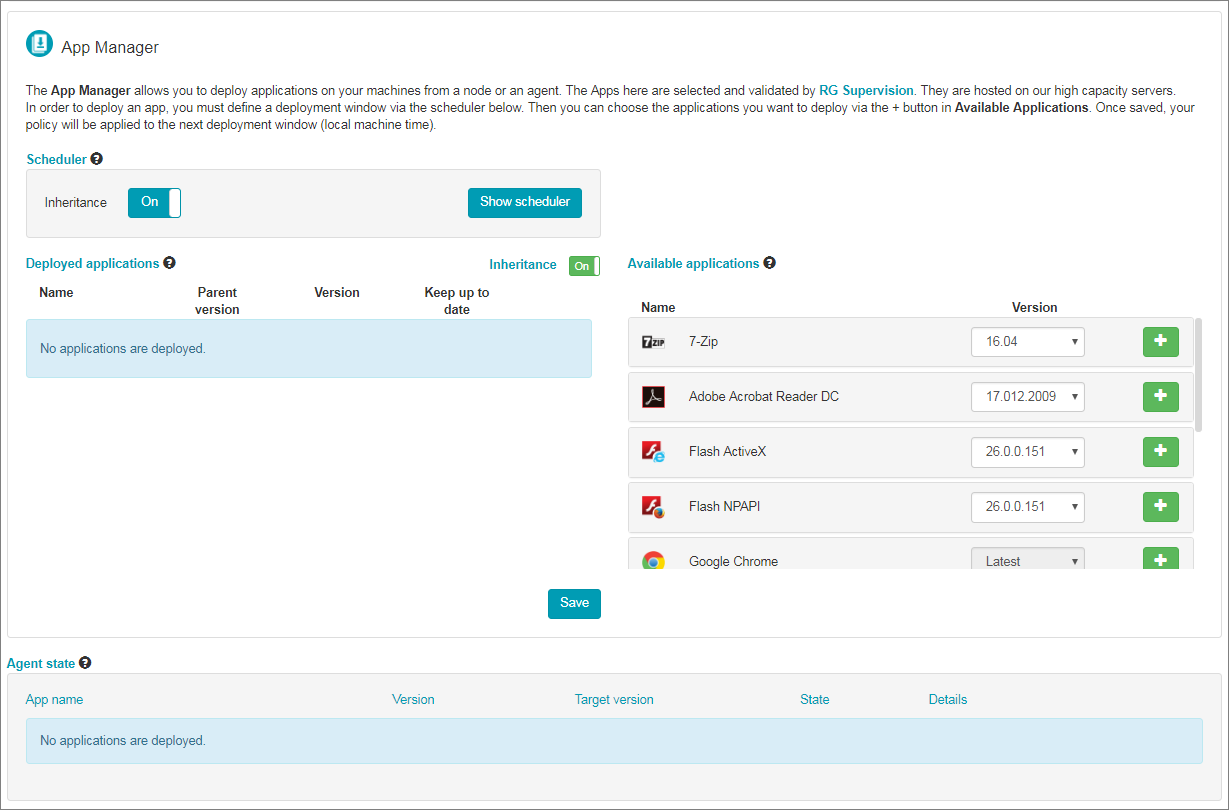 App Manager
The App Manager allows you to deploy applications on your machines from a node or an agent. The Apps here are selected and validated by RG Supervision. They are hosted on our high capacity servers.
In order to deploy an app, you must define a deployment window via the scheduler below. Then you can choose the applications you want to deploy via the + button in Available Applications. Once saved, your
policy will be applied to the next deployment window (local machine time).
Scheduler ?
Inheritance On Show scheduler
Deployed applications ? Inheritance On
Name Parent version Version Keep up to date
No applications are deployed.
Available applications ?
Name Version
7ZIP 7-Zip 16.04
Adobe Acrobat Reader DC 17.012.2009
Flash ActiveX 26.0.0.151
Flash NPAPI 26.0.0.151
Google Chrome Latest
Save
Agent state ?
App name Version Target version State Details
No applications are deployed.